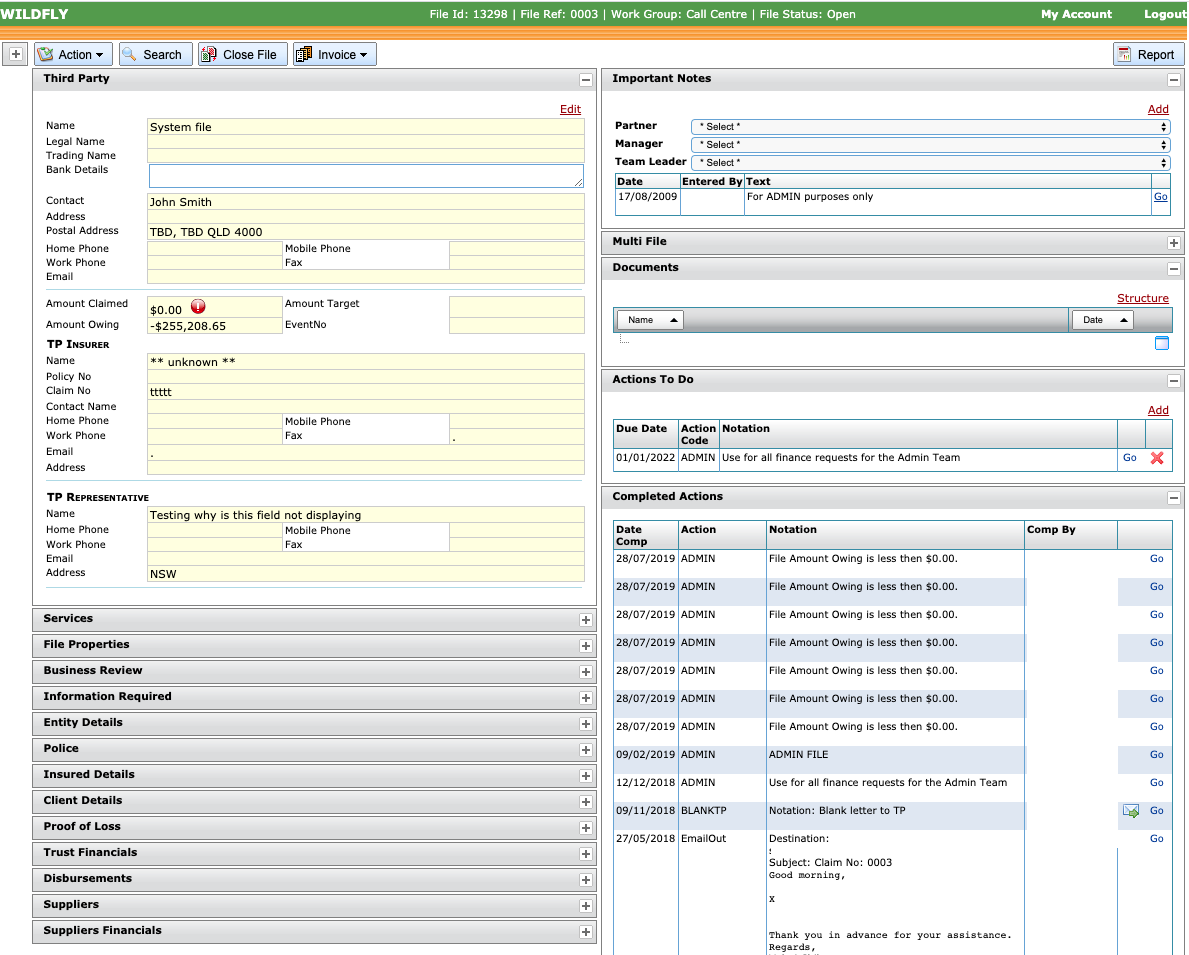 WILDFLY
File Id: 13298 | File Ref: 0003 | Work Group: Call Centre | File Status: Open
My Account Logout
Action Search Close File Invoice Report
Third Party
Edit
Name System file
Legal Name
Trading Name
Bank Details
Contact John Smith
Address
Postal Address TBD, TBD QLD 4000
Home Phone Mobile Phone
Work Phone Fax
Email
Amount Claimed $0.00 Amount Target
Amount Owing -$255,208.65 EventNo
TP INSURER
Name ** unknown **
Policy No
Claim No ttttt
Contact Name
Home Phone Mobile Phone
Work Phone Fax .
Email .
Address
TP REPRESENTATIVE
Name Testing why is this field not displaying
Home Phone Mobile Phone
Work Phone Fax
Email
Address NSW
Services
File Properties
Business Review
Information Required
Entity Details
Police
Insured Details
Client Details
Proof of Loss
Trust Financials
Disbursements
Suppliers
Suppliers Financials
Important Notes
Add
Partner * Select *
Manager * Select *
Team Leader * Select *
Date Entered By Text
17/08/2009 For ADMIN purposes only Go
Multi File
Documents
Structure
Name Date
Actions To Do
Add
Due Date Action Code Notation
01/01/2022 ADMIN Use for all finance requests for the Admin Team Go
Completed Actions
Date Comp Action Notation Comp By
28/07/2019 ADMIN File Amount Owing is less then $0.00. Go
28/07/2019 ADMIN File Amount Owing is less then $0.00. Go
28/07/2019 ADMIN File Amount Owing is less then $0.00. Go
28/07/2019 ADMIN File Amount Owing is less then $0.00. Go
28/07/2019 ADMIN File Amount Owing is less then $0.00. Go
28/07/2019 ADMIN File Amount Owing is less then $0.00. Go
28/07/2019 ADMIN File Amount Owing is less then $0.00. Go
09/02/2019 ADMIN ADMIN FILE Go
12/12/2018 ADMIN Use for all finance requests for the Admin Team Go
09/11/2018 BLANKTP Notation: Blank letter to TP Go
27/05/2018 EmailOut Destination: Go
Subject: Claim No: 0003
Good morning,
X
Thank you in advance for your assistance.
Regards,